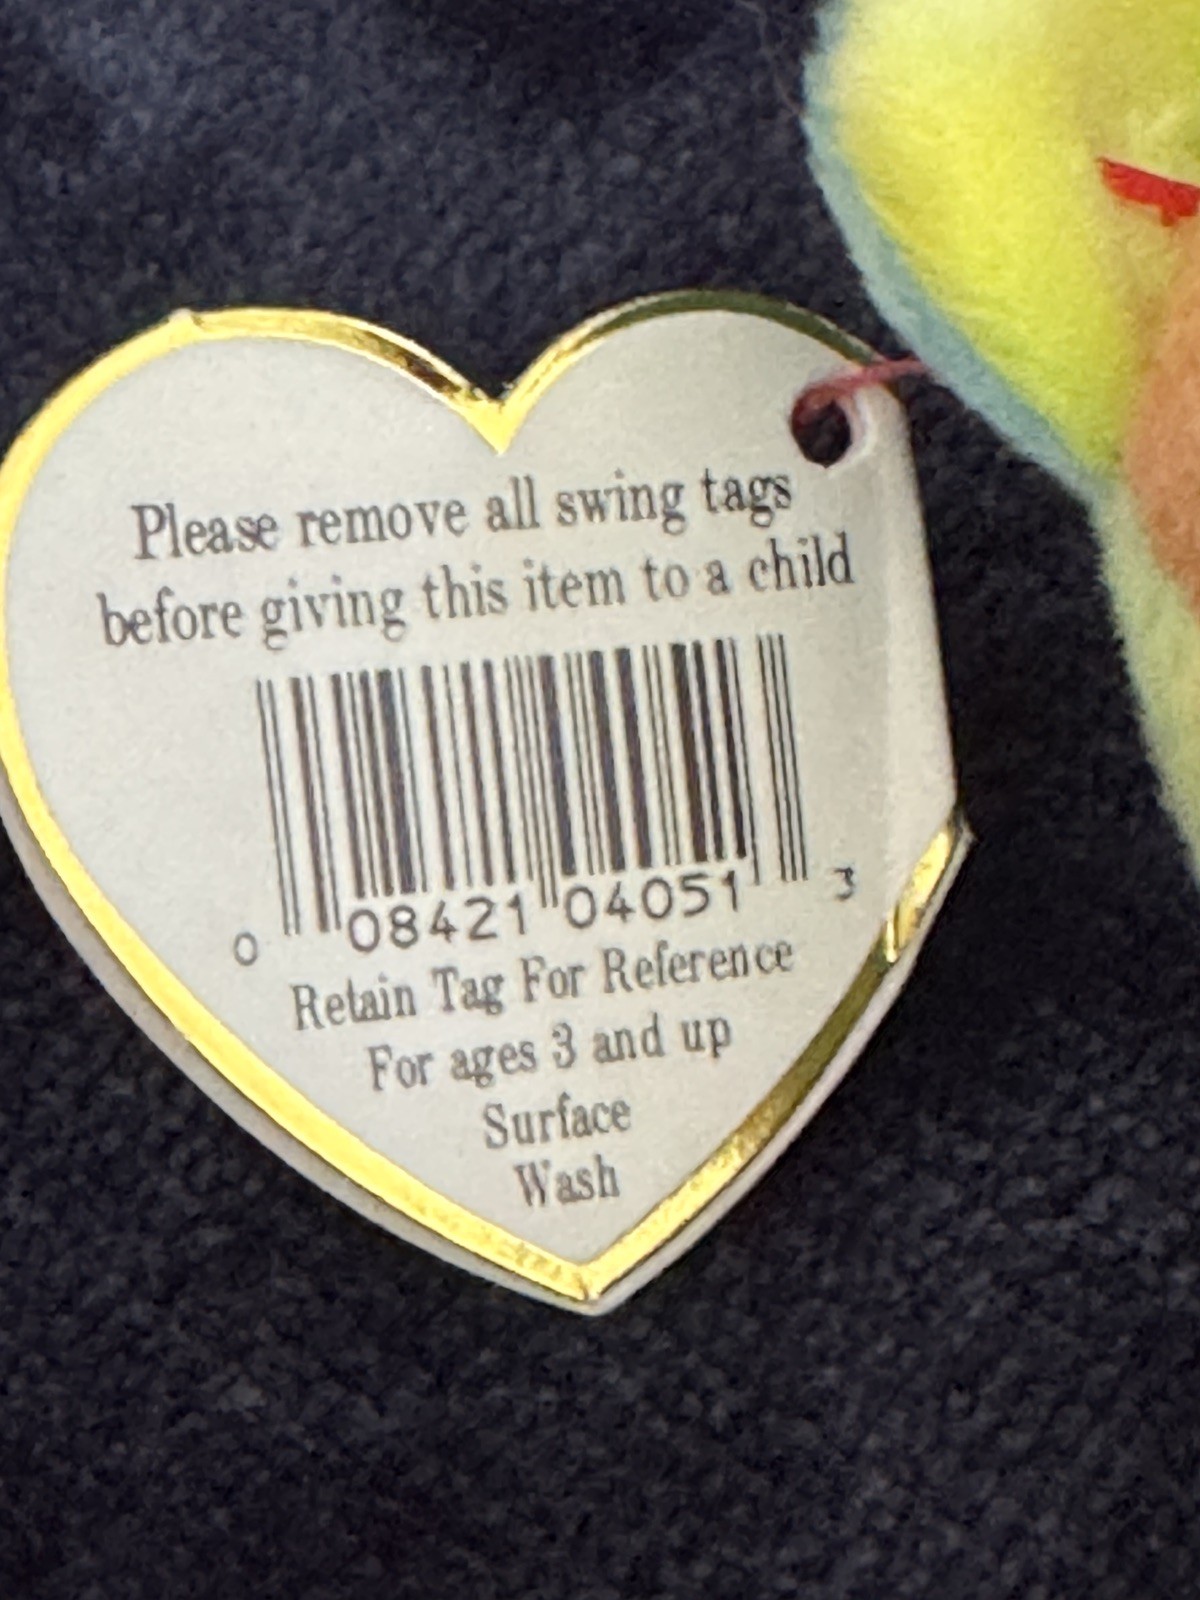 Please remove all swing tags
before giving this item to a child
0 08421 04051 3
Retain Tag For Reference
For ages 3 and up
Surface
Wash